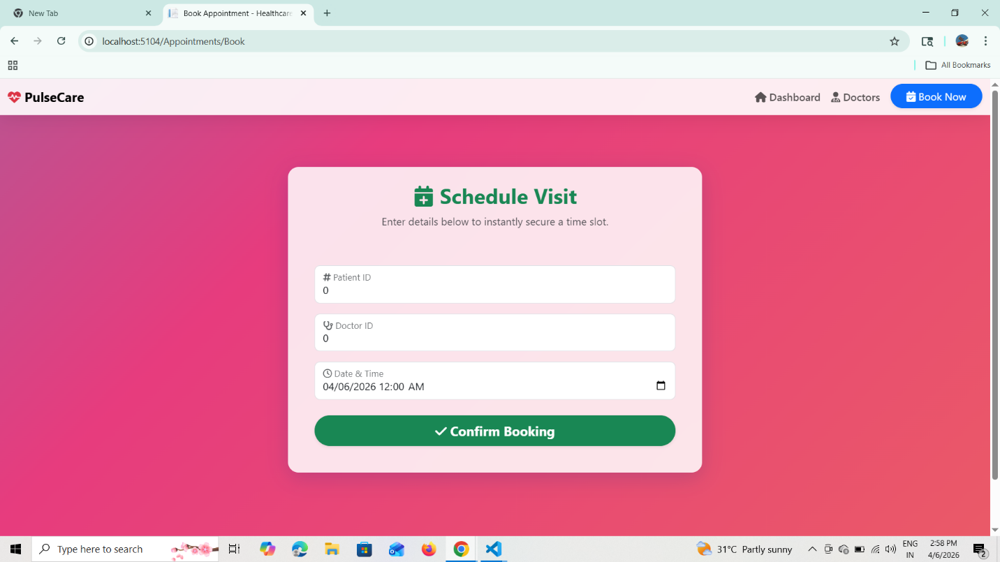 New Tab
Book Appointment - Healthcare
localhost:5104/Appointments/Book
All Bookmarks
PulseCare
Dashboard
Doctors
Book Now
Schedule Visit
Enter details below to instantly secure a time slot.
# Patient ID
0
Doctor ID
0
Date & Time
04/06/2026 12:00 AM
Confirm Booking
Type here to search
31°C Partly sunny
ENG
IN
2:58 PM
4/6/2026
2